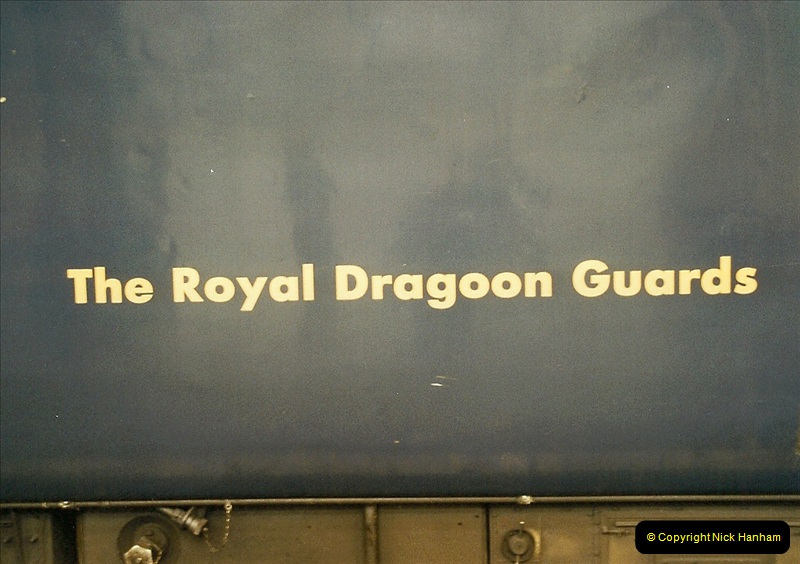 The Royal Dragoon Guards
© Copyright Nick Hanham